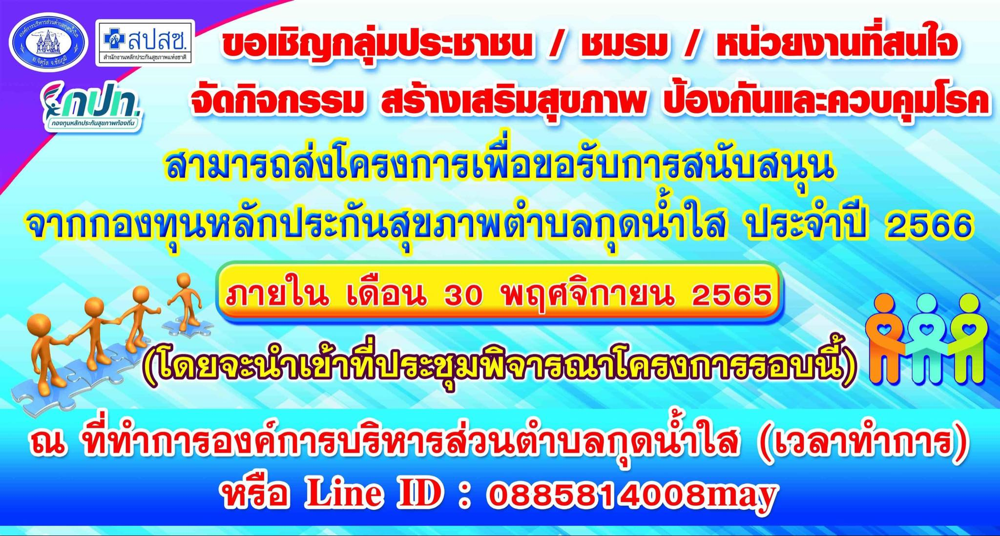 องค์การบริหารส่วนตำบลกุดน้ำใส
อ.จัตุรัส จ.ชัยภูมิ
สปสช.
สำนักงานหลักประกันสุขภาพแห่งชาติ
กปท.
กองทุนหลักประกันสุขภาพท้องถิ่น
ขอเชิญกลุ่มประชาชน / ชมรม / หน่วยงานที่สนใจ
จัดกิจกรรม สร้างเสริมสุขภาพ ป้องกันและควบคุมโรค
สามารถส่งโครงการเพื่อขอรับการสนับสนุน
จากกองทุนหลักประกันสุขภาพตำบลกุดน้ำใส ประจำปี 2566
ภายใน เดือน 30 พฤศจิกายน 2565
(โดยจะนำเข้าที่ประชุมพิจารณาโครงการรอบนี้)
ณ ที่ทำการองค์การบริหารส่วนตำบลกุดน้ำใส (เวลาทำการ)
หรือ Line ID : 0885814008may